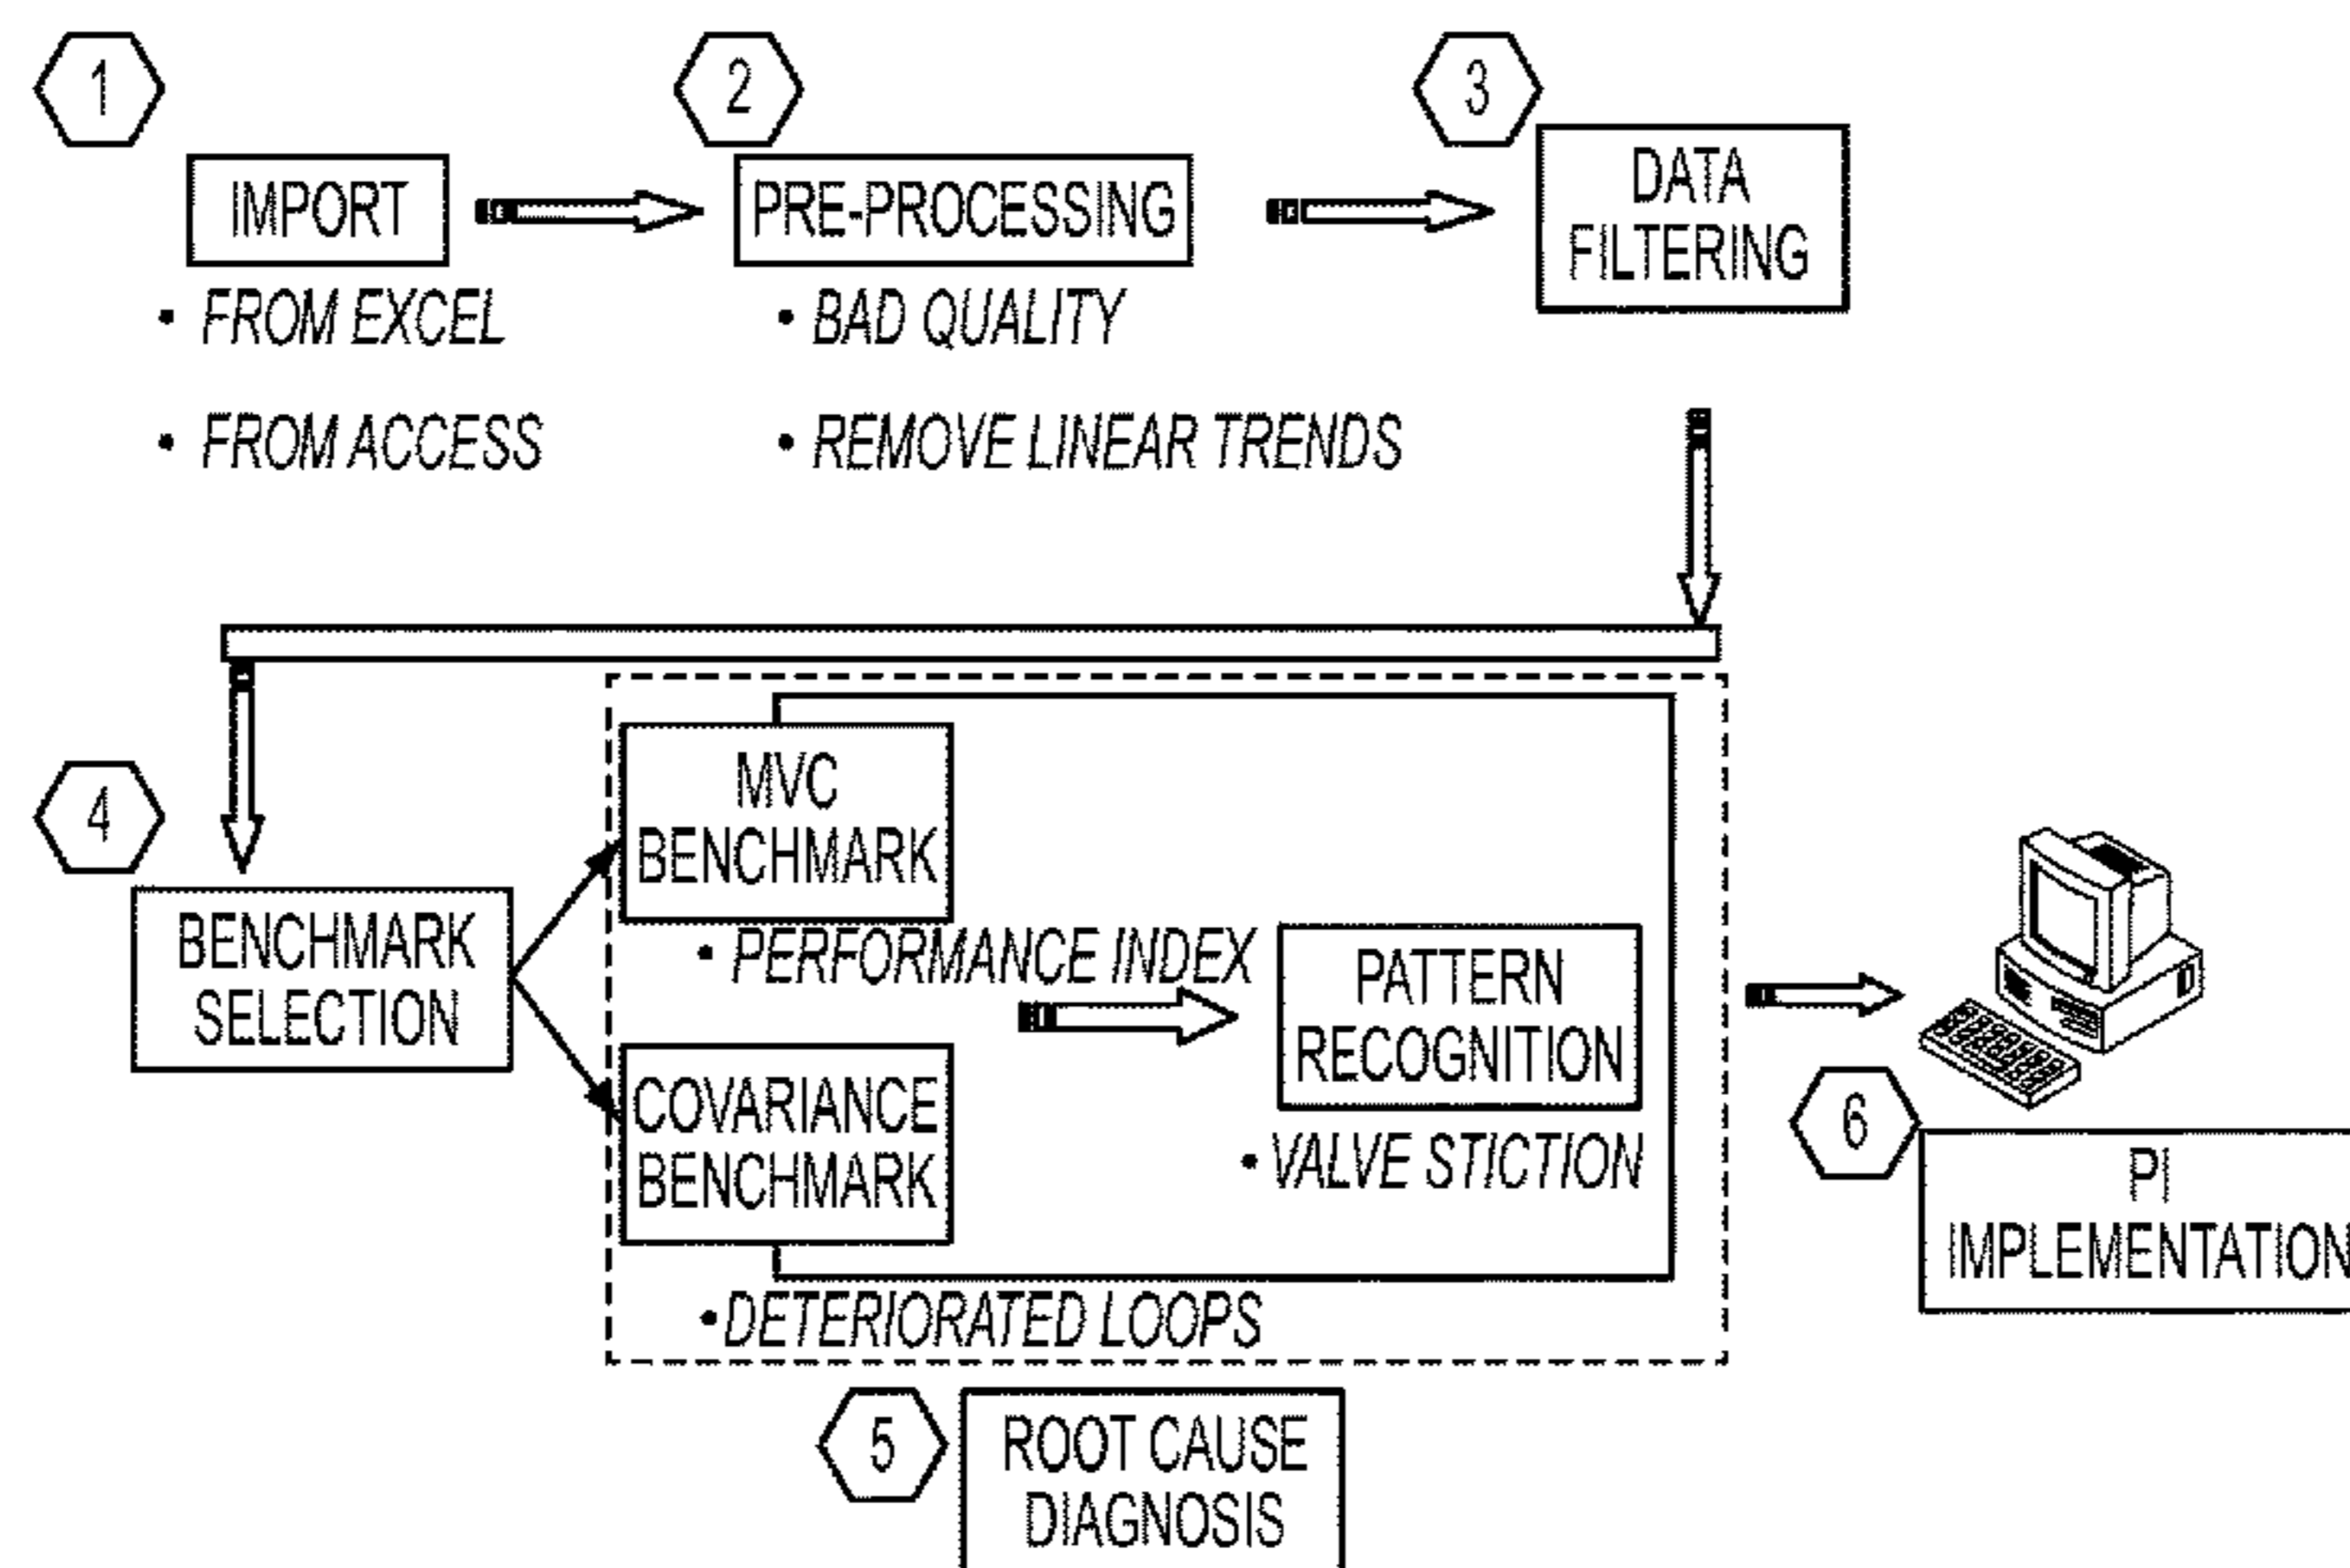 1
IMPORT
• FROM EXCEL
• FROM ACCESS
2
PRE-PROCESSING
• BAD QUALITY
• REMOVE LINEAR TRENDS
3
DATA
FILTERING
4
BENCHMARK
SELECTION
MVC
BENCHMARK
• PERFORMANCE INDEX
COVARIANCE
BENCHMARK
• DETERIORATED LOOPS
PATTERN
RECOGNITION
• VALVE STICTION
5
ROOT CAUSE
DIAGNOSIS
6
PI
IMPLEMENTATION